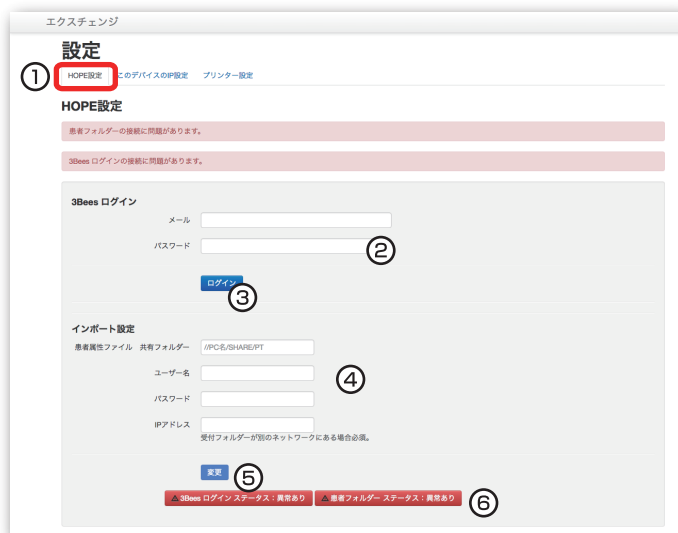 エクスチェンジ
設定
① HOPE設定 このデバイスのIP設定 プリンター設定
HOPE設定
患者フォルダーの接続に問題があります。
3Bees ログインの接続に問題があります。
3Bees ログイン
メール
パスワード ②
ログイン ③
インポート設定
患者属性ファイル 共有フォルダー //PC名/SHARE/PT
ユーザー名 ④
パスワード
IPアドレス
受付フォルダーが別のネットワークにある場合必須。
変更 ⑤
3Bees ログイン ステータス：異常あり 患者フォルダー ステータス：異常あり ⑥